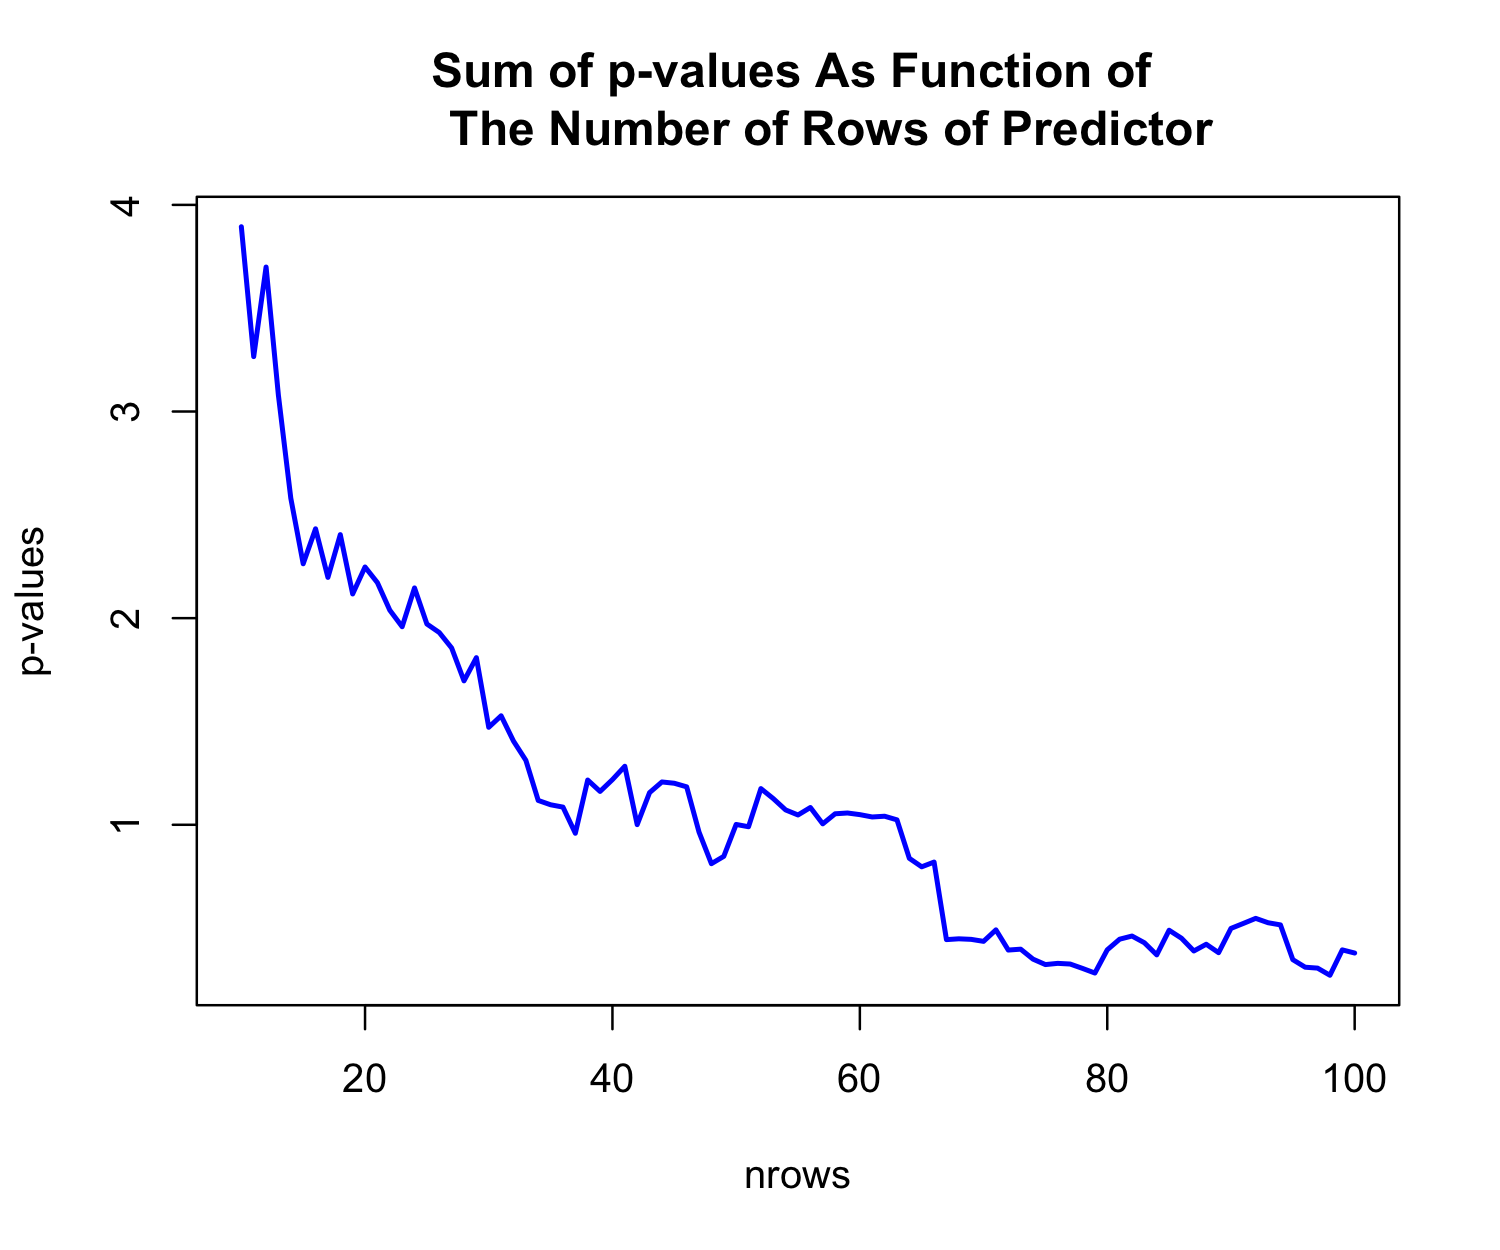 Sum of p-values As Function of
The Number of Rows of Predictor
4
3
2
1
p-values
20 40 60 80 100
nrows